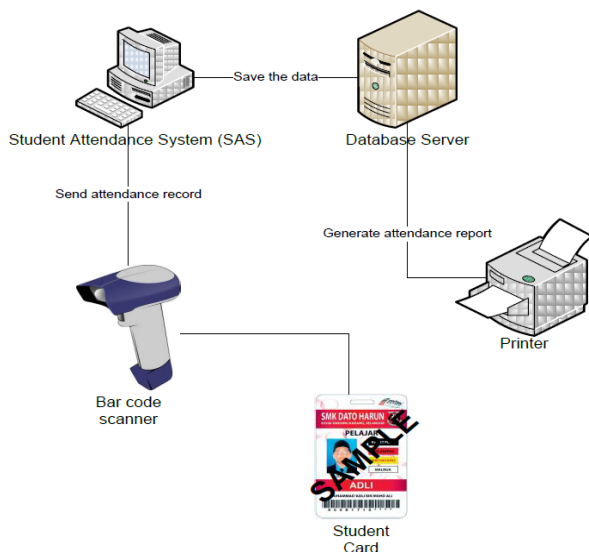 Save the data
Student Attendance System (SAS)
Database Server
Send attendance record
Generate attendance report
Printer
Bar code
scanner
SMK DATO HARUN
PELAJAR
SAMPLE
ADLI
Student
Card